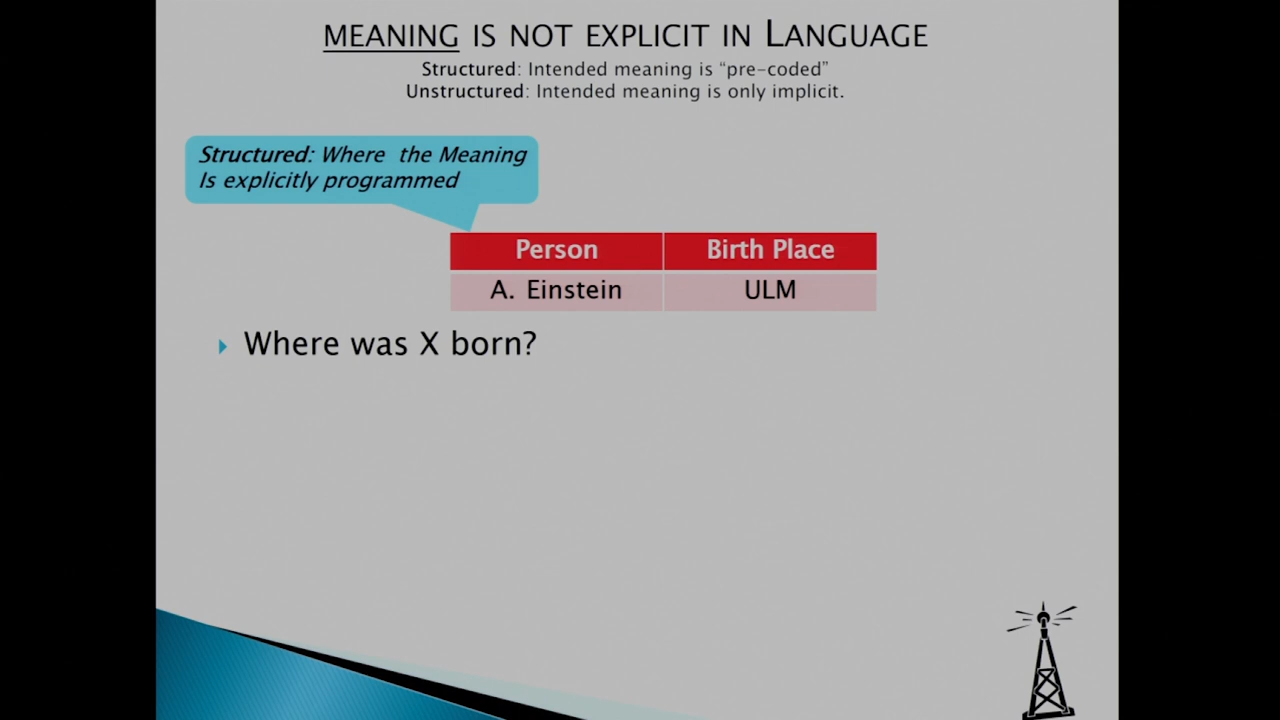 MEANING IS NOT EXPLICIT IN LANGUAGE
Structured: Intended meaning is “pre-coded”
Unstructured: Intended meaning is only implicit.
Structured: Where the Meaning
Is explicitly programmed
Person Birth Place
A. Einstein ULM
Where was X born?